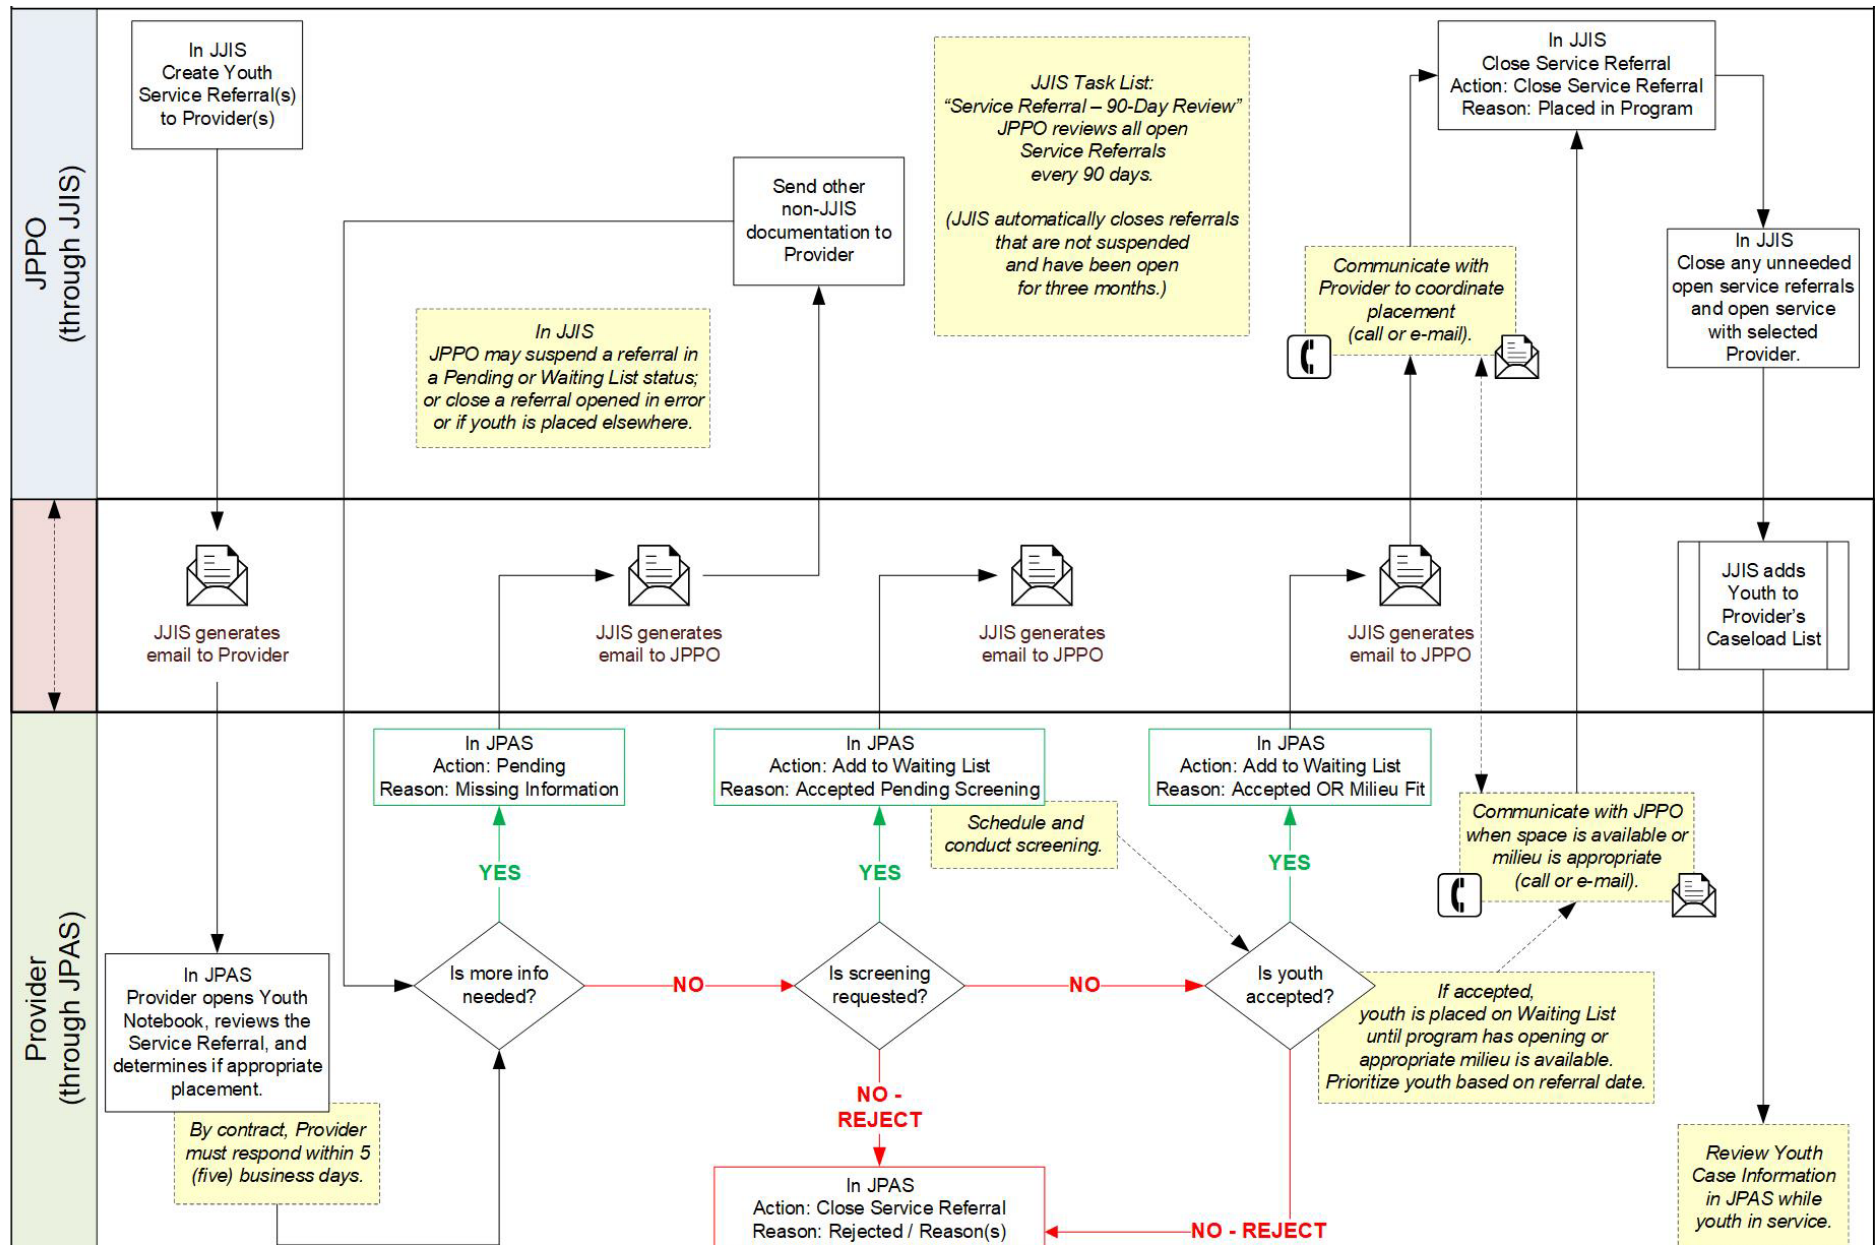 JPPO
(through JJIS)
In JJIS
Create Youth
Service Referral(s)
to Provider(s)
Send other
non-JJIS
documentation to
Provider
In JJIS
JPPO may suspend a referral in
a Pending or Waiting List status;
or close a referral opened in error
or if youth is placed elsewhere.
JJIS Task List:
“Service Referral – 90-Day Review”
JPPO reviews all open
Service Referrals
every 90 days.
(JJIS automatically closes referrals
that are not suspended
and have been open
for three months.)
In JJIS
Close Service Referral
Action: Close Service Referral
Reason: Placed in Program
Communicate with
Provider to coordinate
placement
(call or e-mail).
In JJIS
Close any unneeded
open service referrals
and open service
with selected
Provider.
JJIS generates
email to Provider
JJIS generates
email to JPPO
JJIS generates
email to JPPO
JJIS generates
email to JPPO
JJIS adds
Youth to
Provider’s
Caseload List
Provider
(through JPAS)
In JPAS
Action: Pending
Reason: Missing Information
In JPAS
Action: Add to Waiting List
Reason: Accepted Pending Screening
In JPAS
Action: Add to Waiting List
Reason: Accepted OR Milieu Fit
Schedule and
conduct screening.
Communicate with JPPO
when space is available or
milieu is appropriate
(call or e-mail).
YES
YES
YES
In JPAS
Provider opens Youth
Notebook, reviews the
Service Referral, and
determines if appropriate
placement.
By contract, Provider
must respond within 5
(five) business days.
Is more info
needed?
NO
Is screening
requested?
NO
Is youth
accepted?
If accepted,
youth is placed on Waiting List
until program has opening or
appropriate milieu is available.
Prioritize youth based on referral date.
NO -
REJECT
In JPAS
Action: Close Service Referral
Reason: Rejected / Reason(s)
NO - REJECT
Review Youth
Case Information
in JPAS while
youth in service.